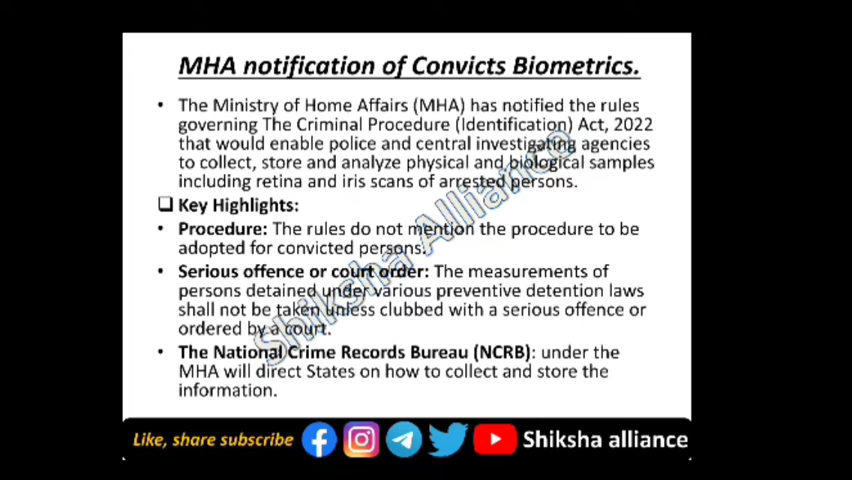 MHA notification of Convicts Biometrics.
• The Ministry of Home Affairs (MHA) has notified the rules
governing The Criminal Procedure (Identification) Act, 2022
that would enable police and central investigating agencies
to collect, store and analyze physical and biological samples
including retina and iris scans of arrested persons.
❑ Key Highlights:
• Procedure: The rules do not mention the procedure to be
adopted for convicted persons.
• Serious offence or court order: The measurements of
persons detained under various preventive detention laws
shall not be taken unless clubbed with a serious offence or
ordered by a court.
• The National Crime Records Bureau (NCRB): under the
MHA will direct States on how to collect and store the
information.
Shiksha Alliance
Like, share subscribe
Shiksha alliance